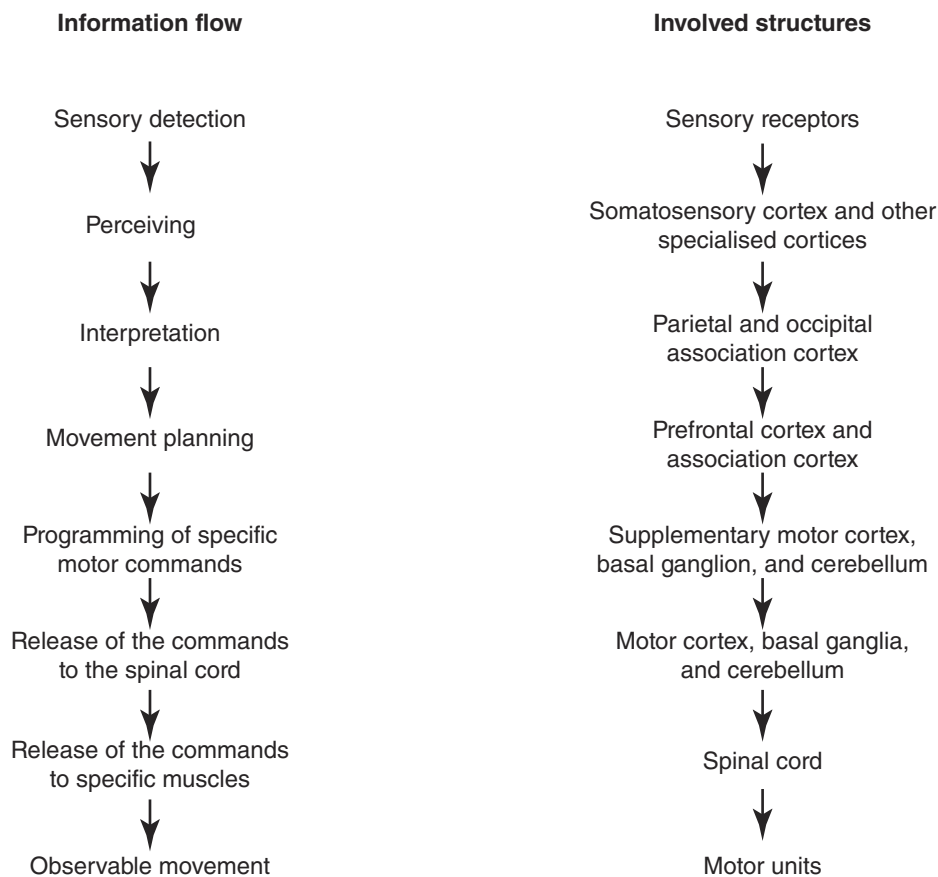 Information flow
Sensory detection
Perceiving
Interpretation
Movement planning
Programming of specific
motor commands
Release of the commands
to the spinal cord
Release of the commands
to specific muscles
Observable movement
Involved structures
Sensory receptors
Somatosensory cortex and other
specialised cortices
Parietal and occipital
association cortex
Prefrontal cortex and
association cortex
Supplementary motor cortex,
basal ganglion, and cerebellum
Motor cortex, basal ganglia,
and cerebellum
Spinal cord
Motor units